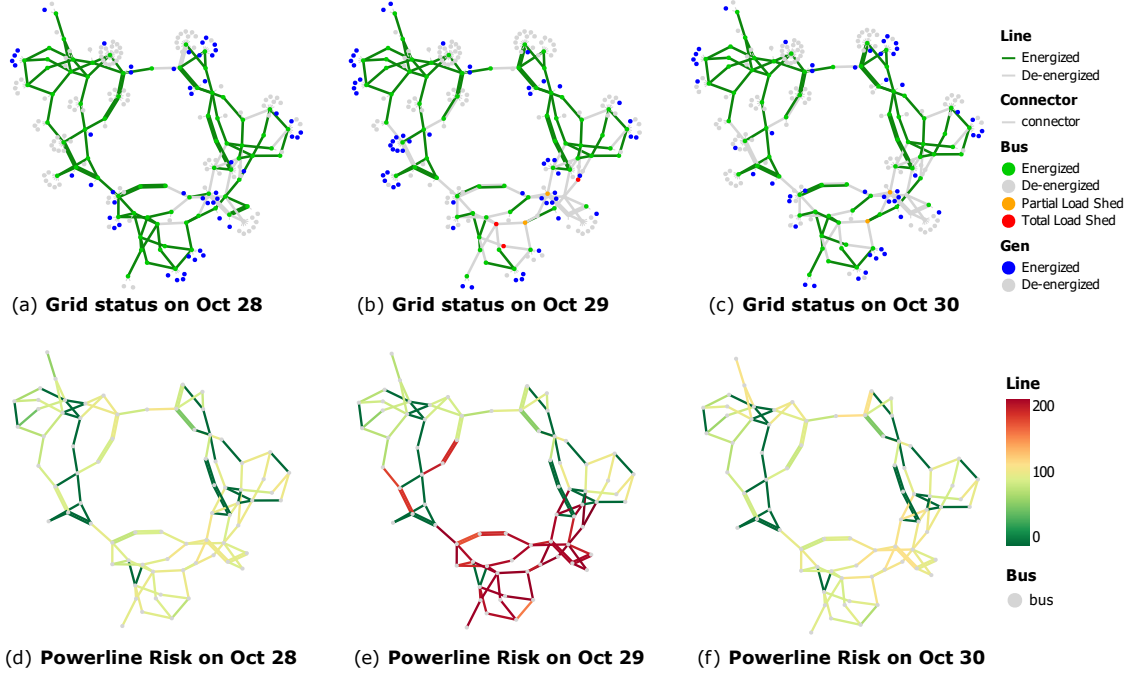 Line
Energized
De-energized
Connector
connector
Bus
Energized
De-energized
Partial Load Shed
Total Load Shed
Gen
Energized
De-energized
(a) Grid status on Oct 28
(b) Grid status on Oct 29
(c) Grid status on Oct 30
Line
200
100
0
Bus
bus
(d) Powerline Risk on Oct 28
(e) Powerline Risk on Oct 29
(f) Powerline Risk on Oct 30